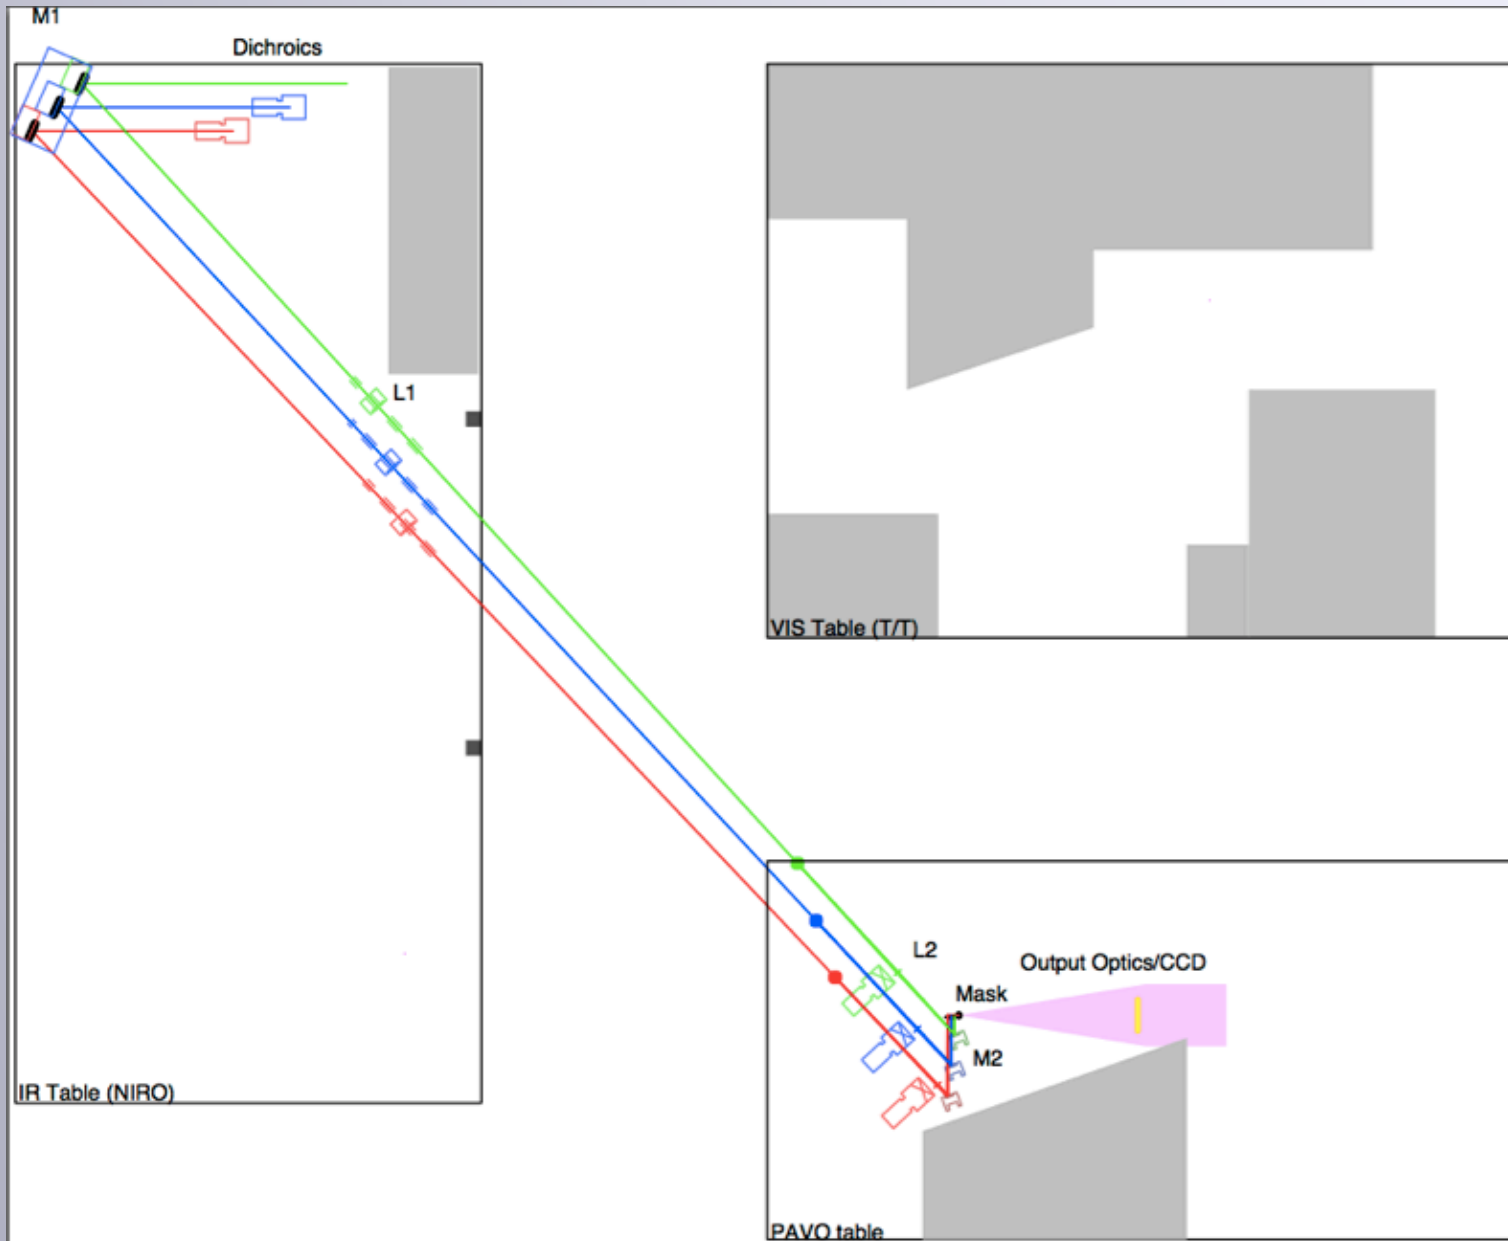 M1
Dichroics
L1
VIS Table (T/T)
L2
Output Optics/CCD
Mask
M2
IR Table (NIRO)
PAVO table